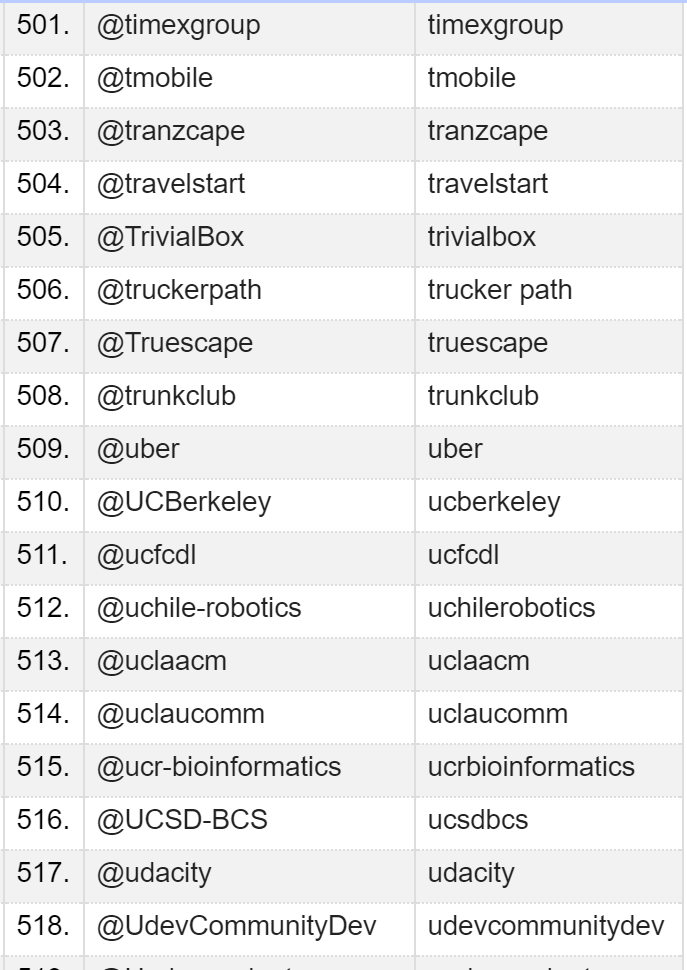 501. @timexgroup timexgroup
502. @tmobile tmobile
503. @tranzcape tranzcape
504. @travelstart travelstart
505. @TrivialBox trivialbox
506. @truckerpath trucker path
507. @Truescape truescape
508. @trunkclub trunkclub
509. @uber uber
510. @UCBerkeley ucberkeley
511. @ucfcdl ucfcdl
512. @uchile-robotics uchilerobotics
513. @uclaacm uclaacm
514. @uclaucomm uclaucomm
515. @ucr-bioinformatics ucrbioinformatics
516. @UCSD-BCS ucsdbcs
517. @udacity udacity
518. @UdevCommunityDev udevcommunitydev